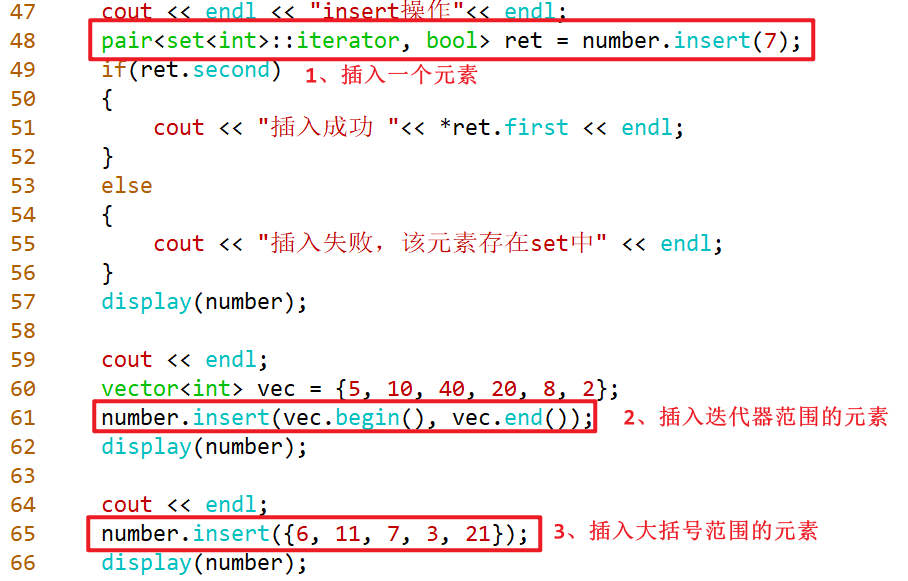 47 cout << endl << "insert操作"<< endl;
48 pair<set<int>::iterator, bool> ret = number.insert(7);
49 if(ret.second) 1、插入一个元素
50 {
51 cout << "插入成功 "<< *ret.first << endl;
52 }
53 else
54 {
55 cout << "插入失败，该元素存在set中" << endl;
56 }
57 display(number);
58
59 cout << endl;
60 vector<int> vec = {5, 10, 40, 20, 8, 2};
61 number.insert(vec.begin(), vec.end()); 2、插入迭代器范围的元素
62 display(number);
63
64 cout << endl;
65 number.insert({6, 11, 7, 3, 21}); 3、插入大括号范围的元素
66 display(number);